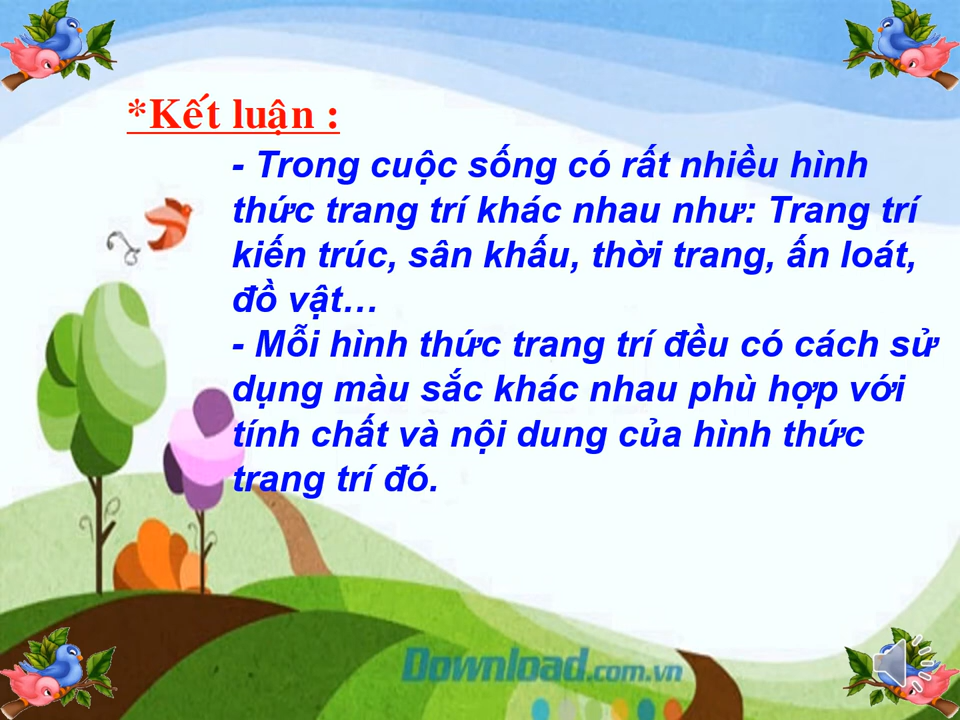 *Kết luận :
- Trong cuộc sống có rất nhiều hình
thức trang trí khác nhau như: Trang trí
kiến trúc, sân khấu, thời trang, ấn loát,
đồ vật…
- Mỗi hình thức trang trí đều có cách sử
dụng màu sắc khác nhau phù hợp với
tính chất và nội dung của hình thức
trang trí đó.
Download.com.vn